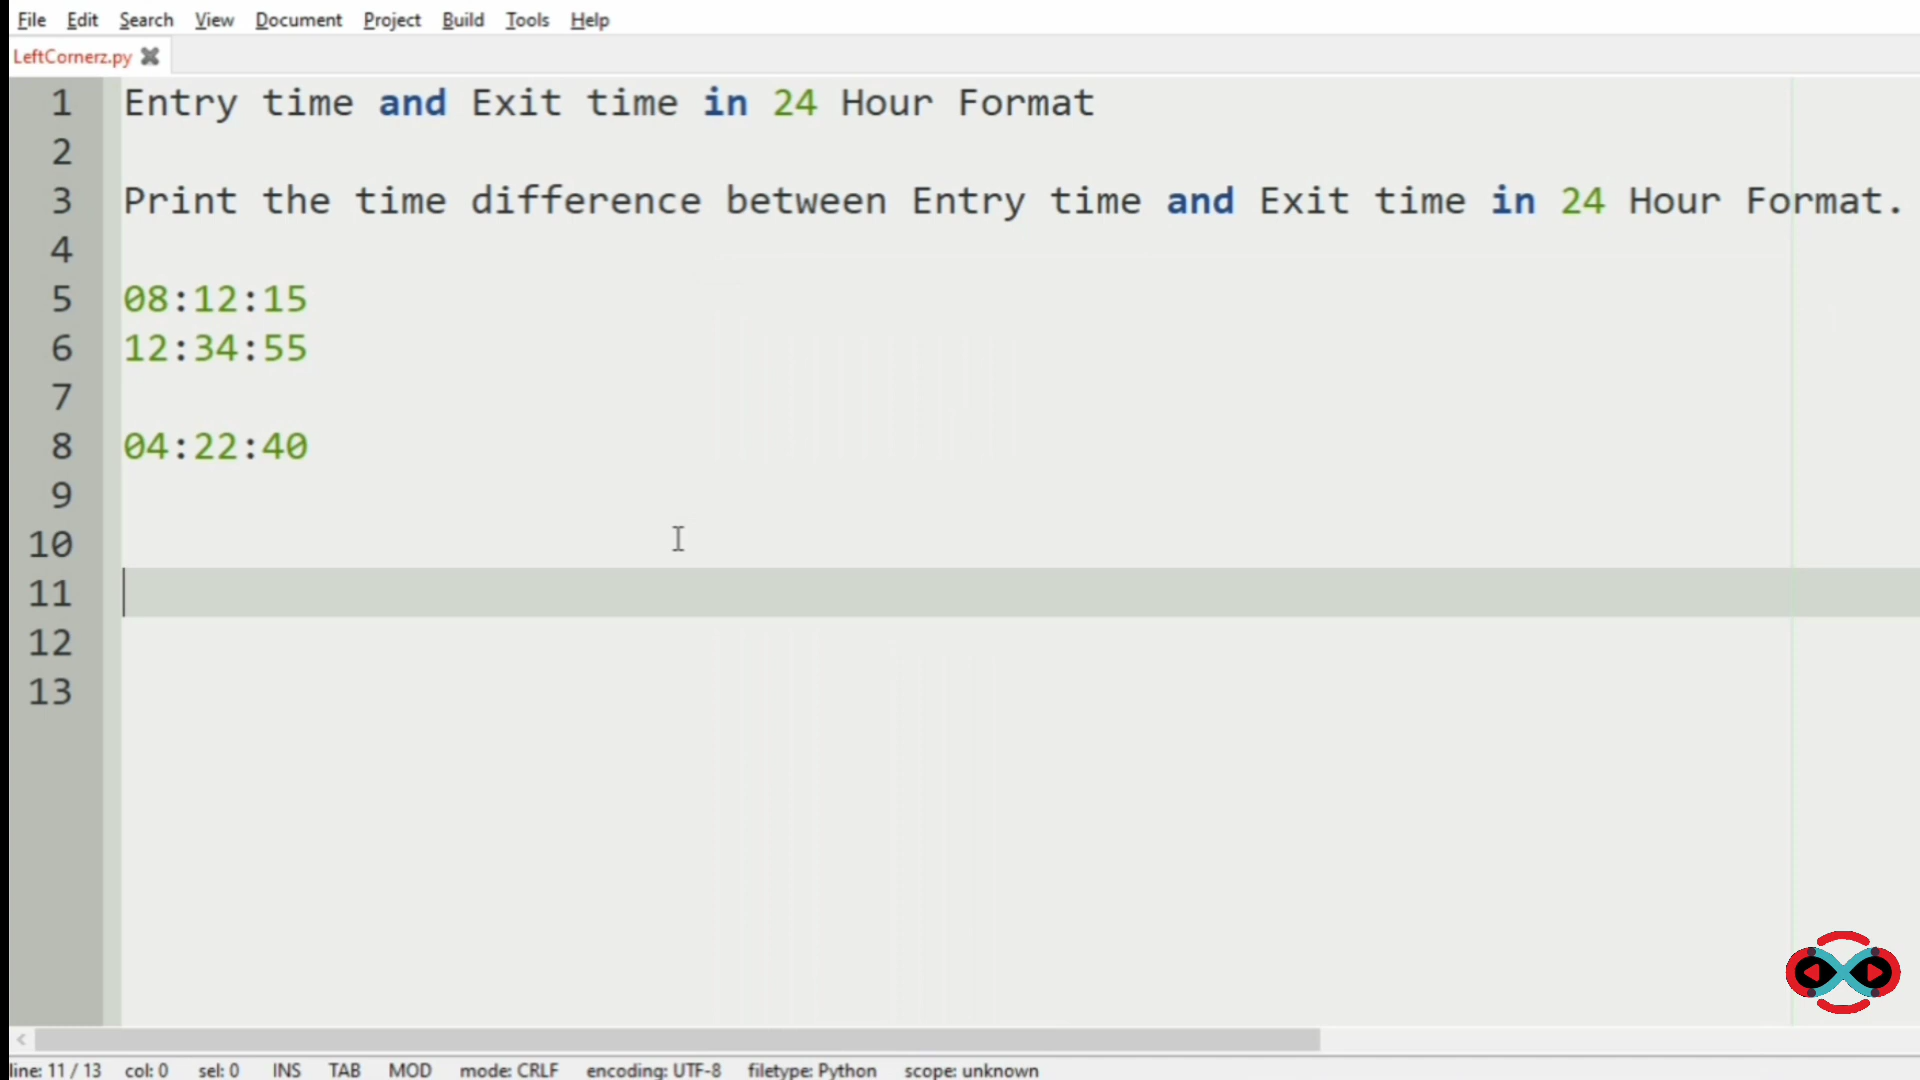 File Edit Search View Document Project Build Tools Help
LeftCornerz.py
1 Entry time and Exit time in 24 Hour Format
2
3 Print the time difference between Entry time and Exit time in 24 Hour Format.
4
5 08:12:15
6 12:34:55
7
8 04:22:40
9
10
11
12
13
line: 11 / 13 col: 0 sel: 0 INS TAB MOD mode: CRLF encoding: UTF-8 filetype: Python scope: unknown